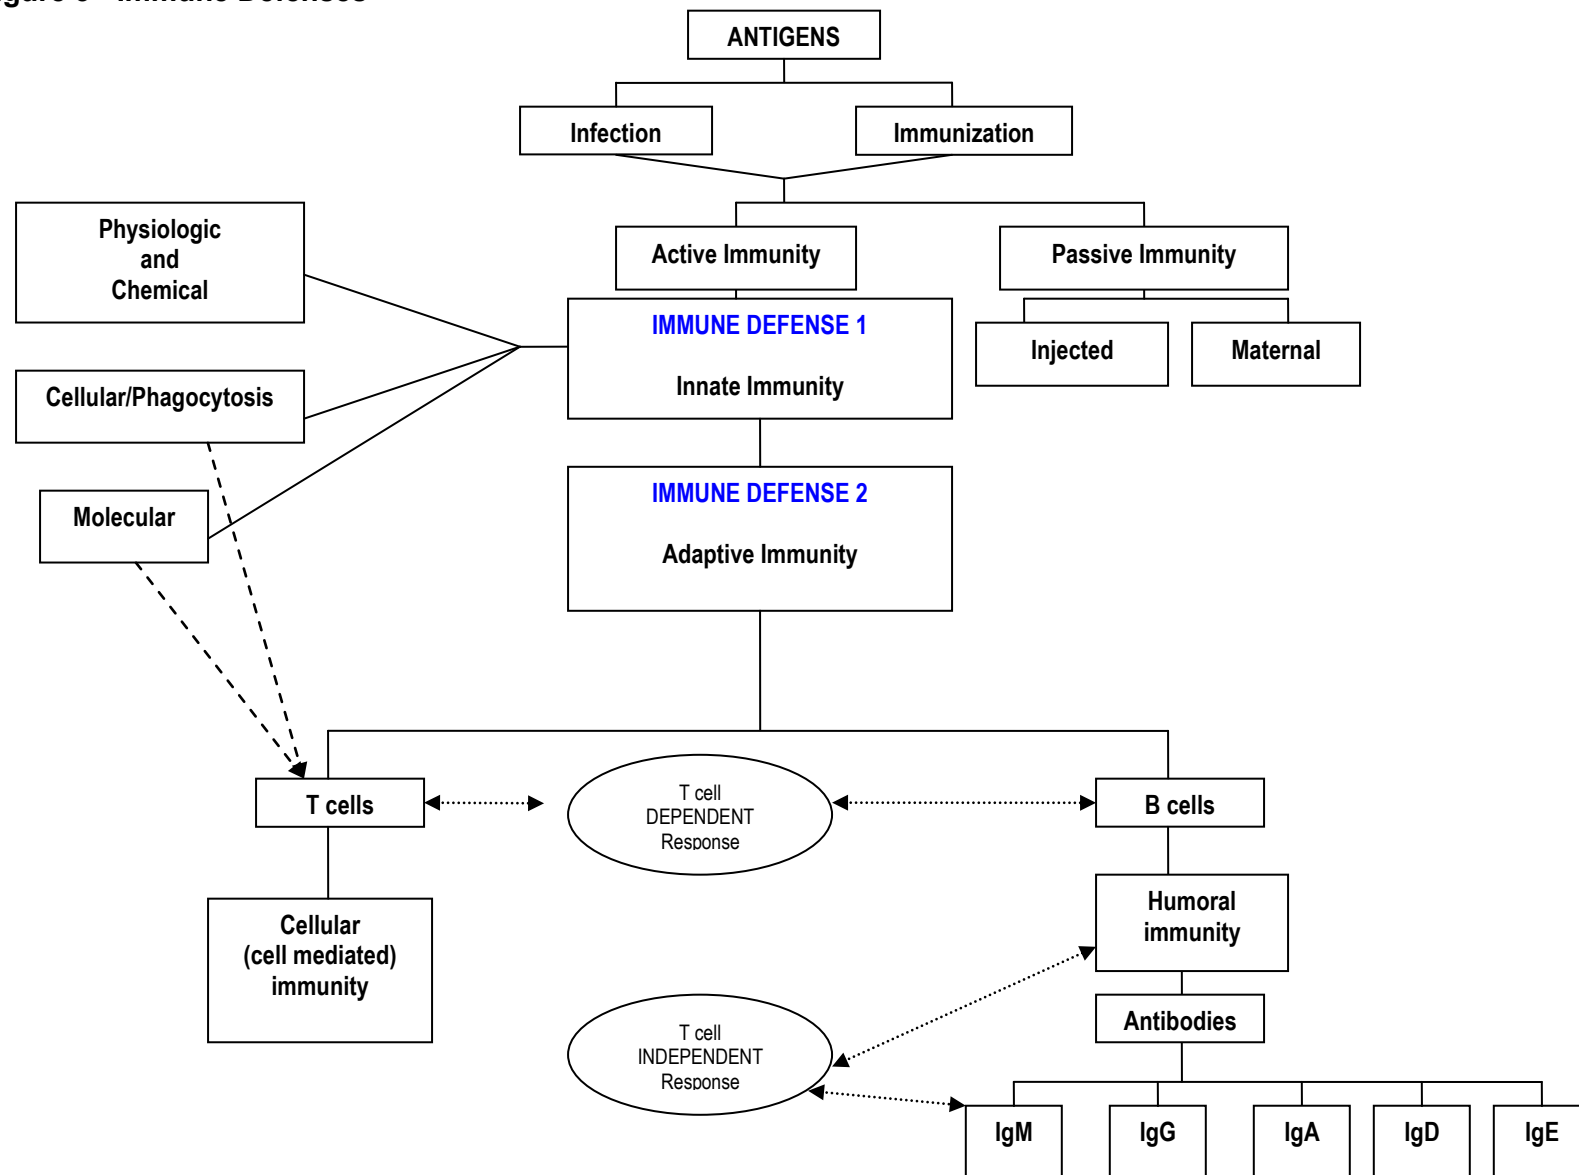 Immune Defenses
ANTIGENS
Infection
Immunization
Physiologic
and
Chemical
Active Immunity
Passive Immunity
IMMUNE DEFENSE 1
Innate Immunity
Injected
Maternal
Cellular/Phagocytosis
IMMUNE DEFENSE 2
Adaptive Immunity
Molecular
T cells
T cell
DEPENDENT
Response
B cells
Cellular
(cell mediated)
immunity
Humoral
immunity
T cell
INDEPENDENT
Response
Antibodies
IgM
IgG
IgA
IgD
IgE